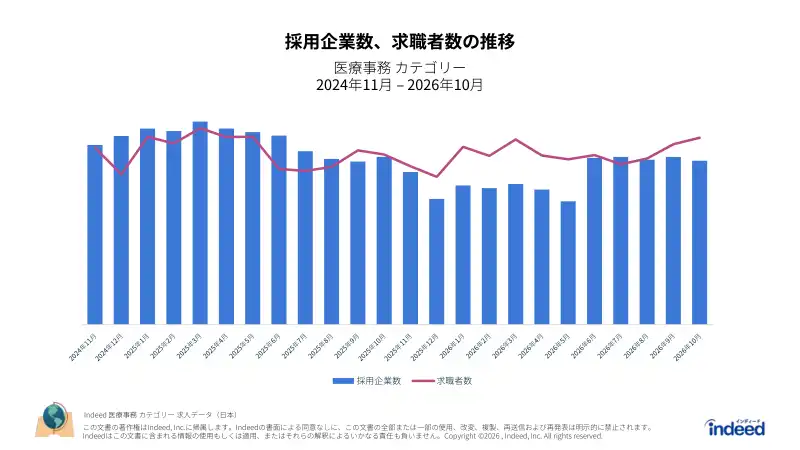 採用企業数、求職者数の推移
医療事務 カテゴリー
2024年11月 – 2026年10月
2024年11月
2024年12月
2025年1月
2025年2月
2025年3月
2025年4月
2025年5月
2025年6月
2025年7月
2025年8月
2025年9月
2025年10月
2025年11月
2025年12月
2026年1月
2026年2月
2026年3月
2026年4月
2026年5月
2026年6月
2026年7月
2026年8月
2026年9月
2026年10月
採用企業数 求職者数
Indeed 医療事務 カテゴリー 求人データ（日本）
この文書の著作権はIndeed, Inc.に帰属します。Indeedの書面による同意なしに、この文書の全部または一部の使用、改変、複製、再送信および再発表は明示的に禁止されます。
Indeedはこの文書に含まれる情報の使用もしくは適用、またはそれらの解釈によるいかなる責任も負いません。Copyright ©2026 , Indeed, Inc. All rights reserved.
インディード
indeed